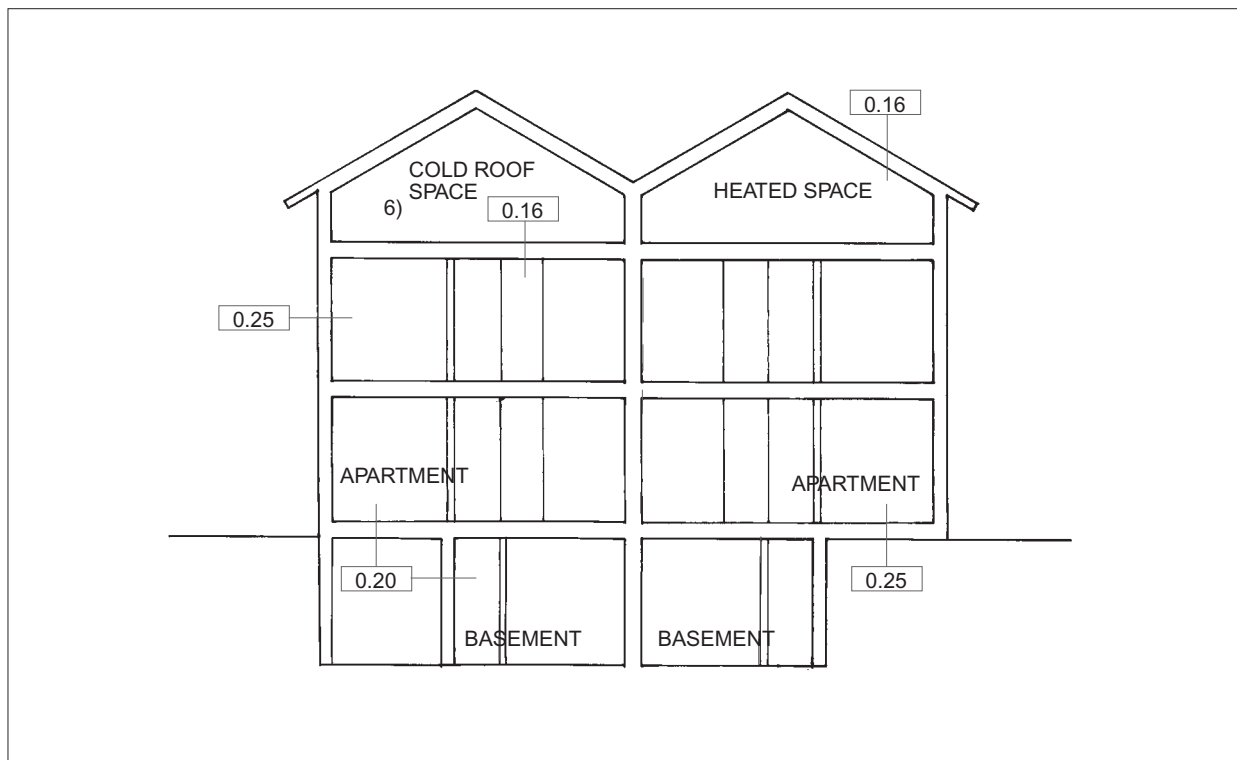 0.16
COLD ROOF
SPACE
6)
0.16
HEATED SPACE
0.25
APARTMENT
APARTMENT
0.20
0.25
BASEMENT
BASEMENT